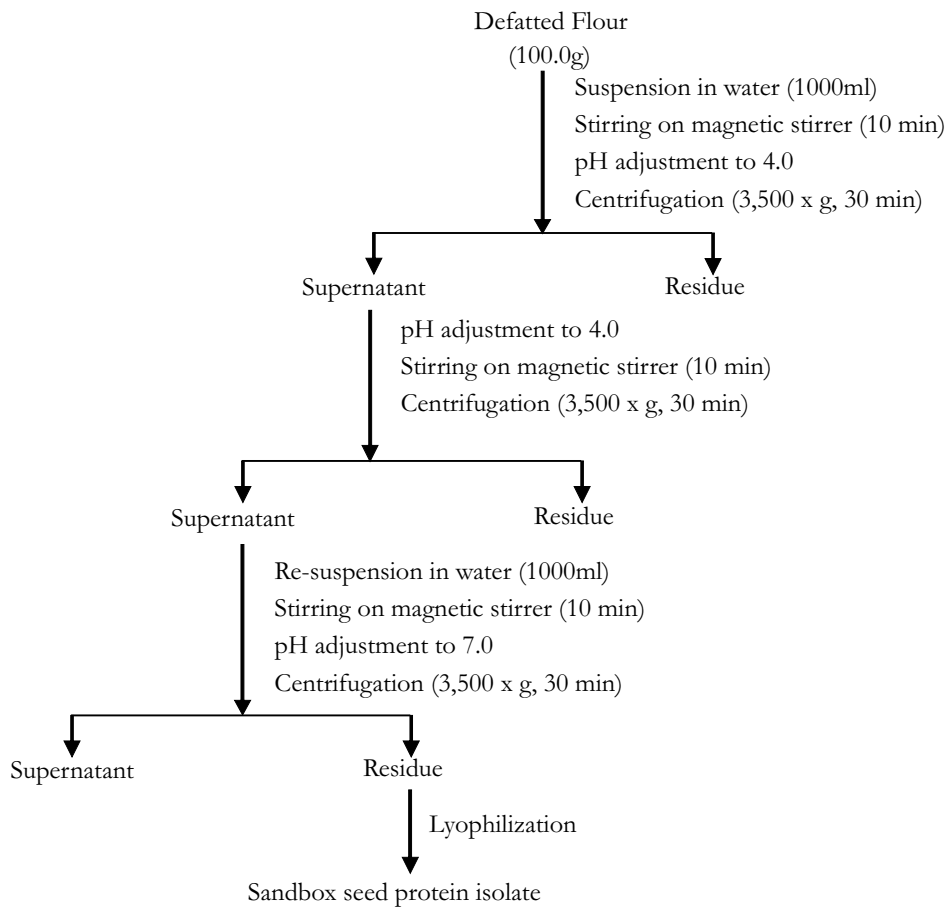 Defatted Flour
(100.0g)
Suspension in water (1000ml)
Stirring on magnetic stirrer (10 min)
pH adjustment to 4.0
Centrifugation (3,500 x g, 30 min)
Supernatant
Residue
pH adjustment to 4.0
Stirring on magnetic stirrer (10 min)
Centrifugation (3,500 x g, 30 min)
Supernatant
Residue
Re-suspension in water (1000ml)
Stirring on magnetic stirrer (10 min)
pH adjustment to 7.0
Centrifugation (3,500 x g, 30 min)
Supernatant
Residue
Lyophilization
Sandbox seed protein isolate